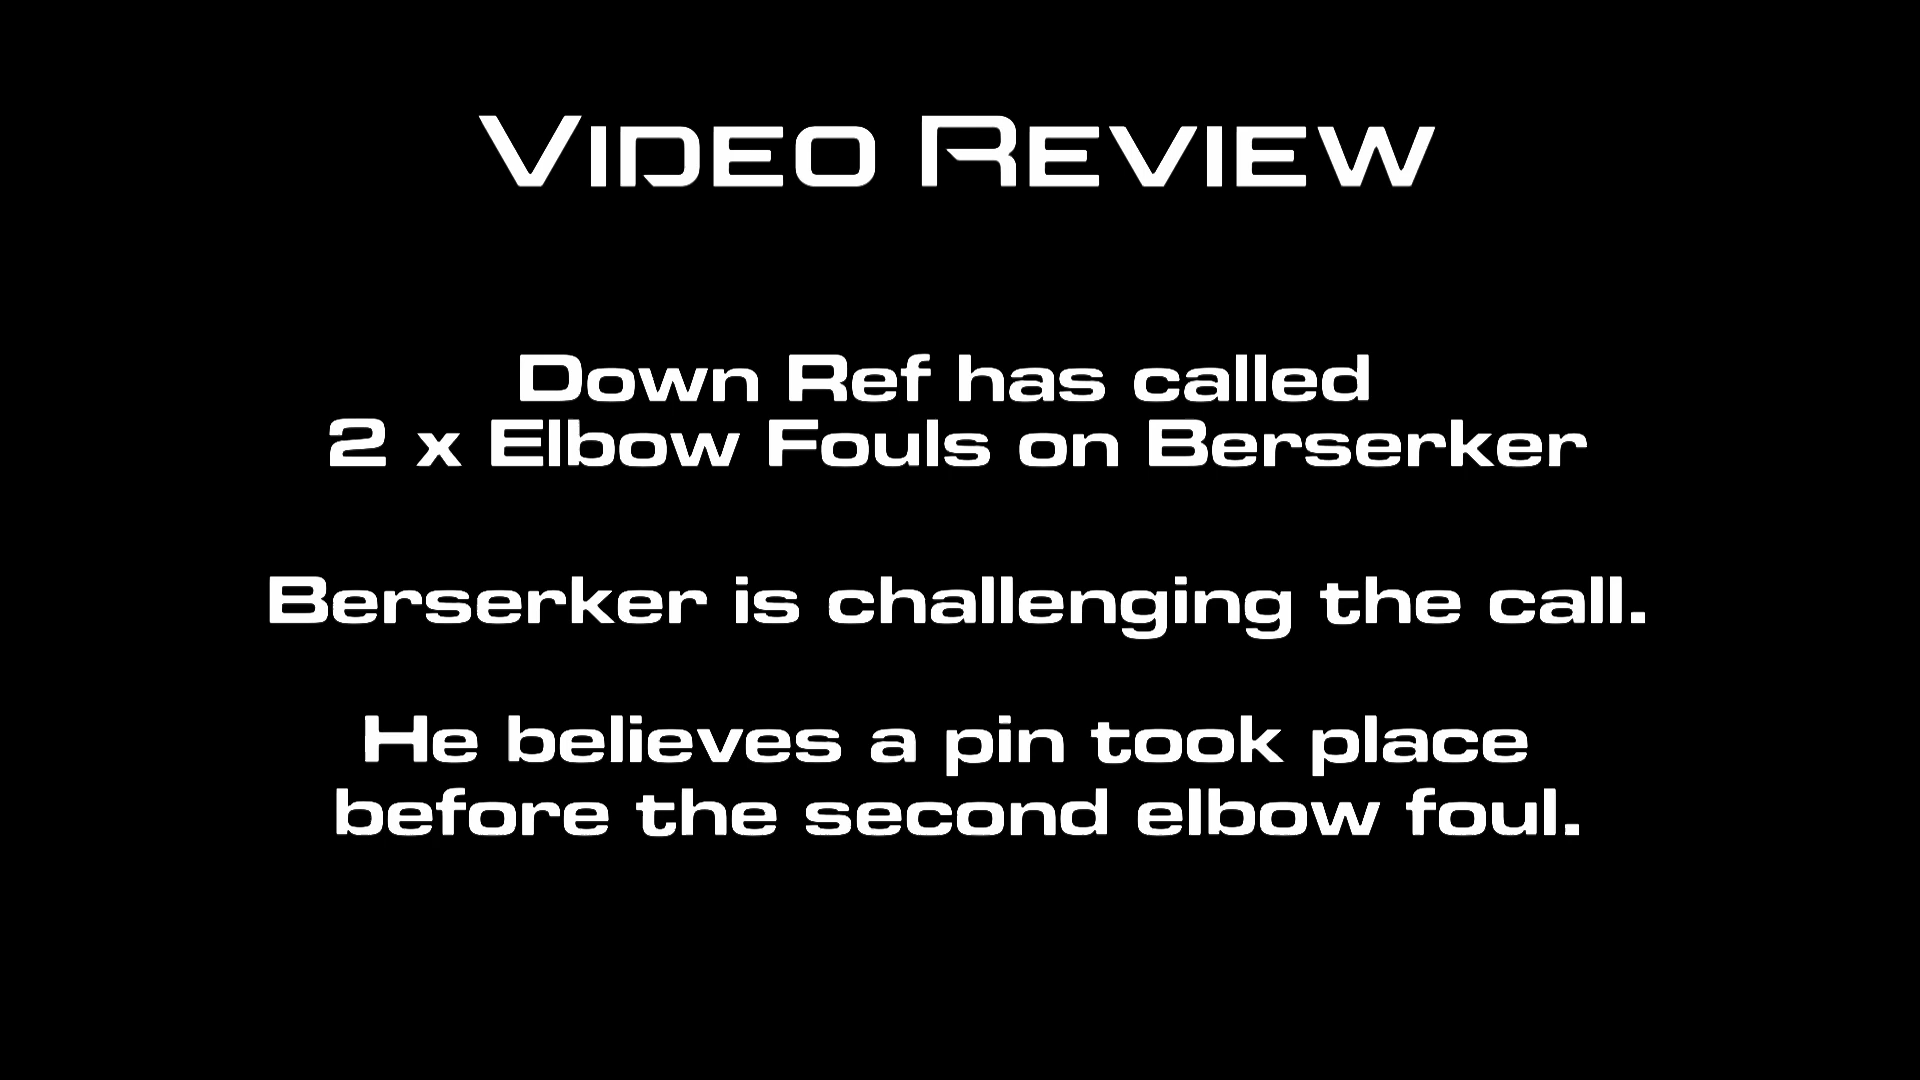 Video Review
Down Ref has called
2 x Elbow Fouls on Berserker
Berserker is challenging the call.
He believes a pin took place
before the second elbow foul.